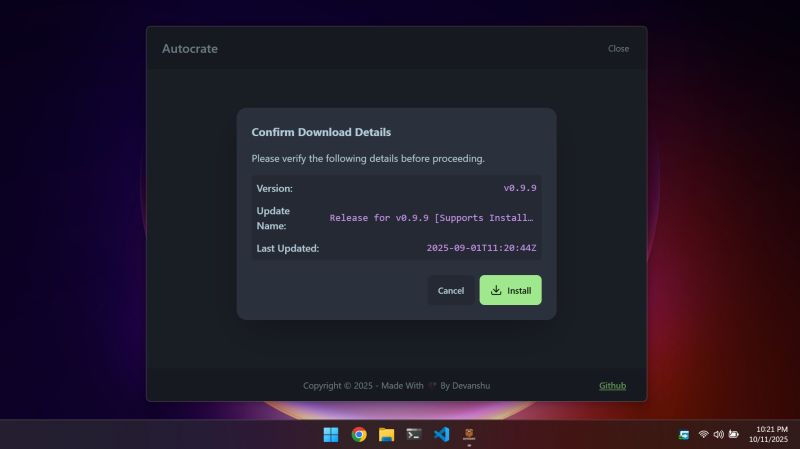 Autocrate
Close
Confirm Download Details
Please verify the following details before proceeding.
Version: v0.9.9
Update Name: Release for v0.9.9 [Supports Install…
Last Updated: 2025-09-01T11:20:44Z
Cancel
Install
Copyright © 2025 - Made With ♥ By Devanshu
Github
10:21 PM
10/11/2025